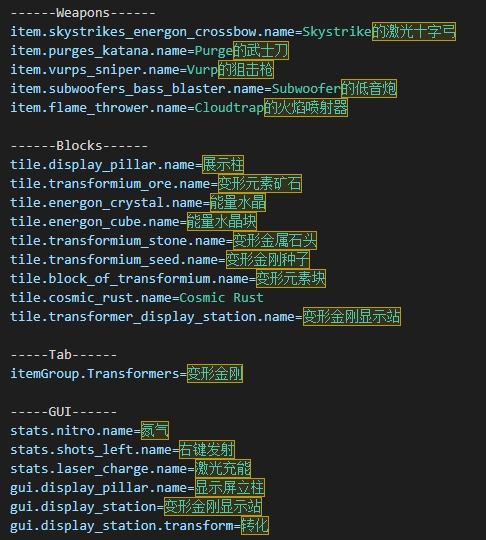 ------Weapons------
item.skystrikes_energon_crossbow.name=Skystrike的激光十字弓
item.purges_katana.name=Purge的武士刀
item.vurps_sniper.name=Vurp的狙击枪
item.subwoofers_bass_blaster.name=Subwoofer的低音炮
item.flame_thrower.name=Cloudtrap的火焰喷射器
------Blocks------
tile.display_pillar.name=展示柱
tile.transformium_ore.name=变形元素矿石
tile.energon_crystal.name=能量水晶
tile.energon_cube.name=能量水晶块
tile.transformium_stone.name=变形金属石头
tile.transformium_seed.name=变形金刚种子
tile.block_of_transformium.name=变形元素块
tile.cosmic_rust.name=Cosmic Rust
tile.transformer_display_station.name=变形金刚显示站
-----Tab------
itemGroup.Transformers=变形金刚
-----GUI------
stats.nitro.name=氮气
stats.shots_left.name=右键发射
stats.laser_charge.name=激光充能
gui.display_pillar.name=显示屏立柱
gui.display_station=变形金刚显示站
gui.display_station.transform=转化